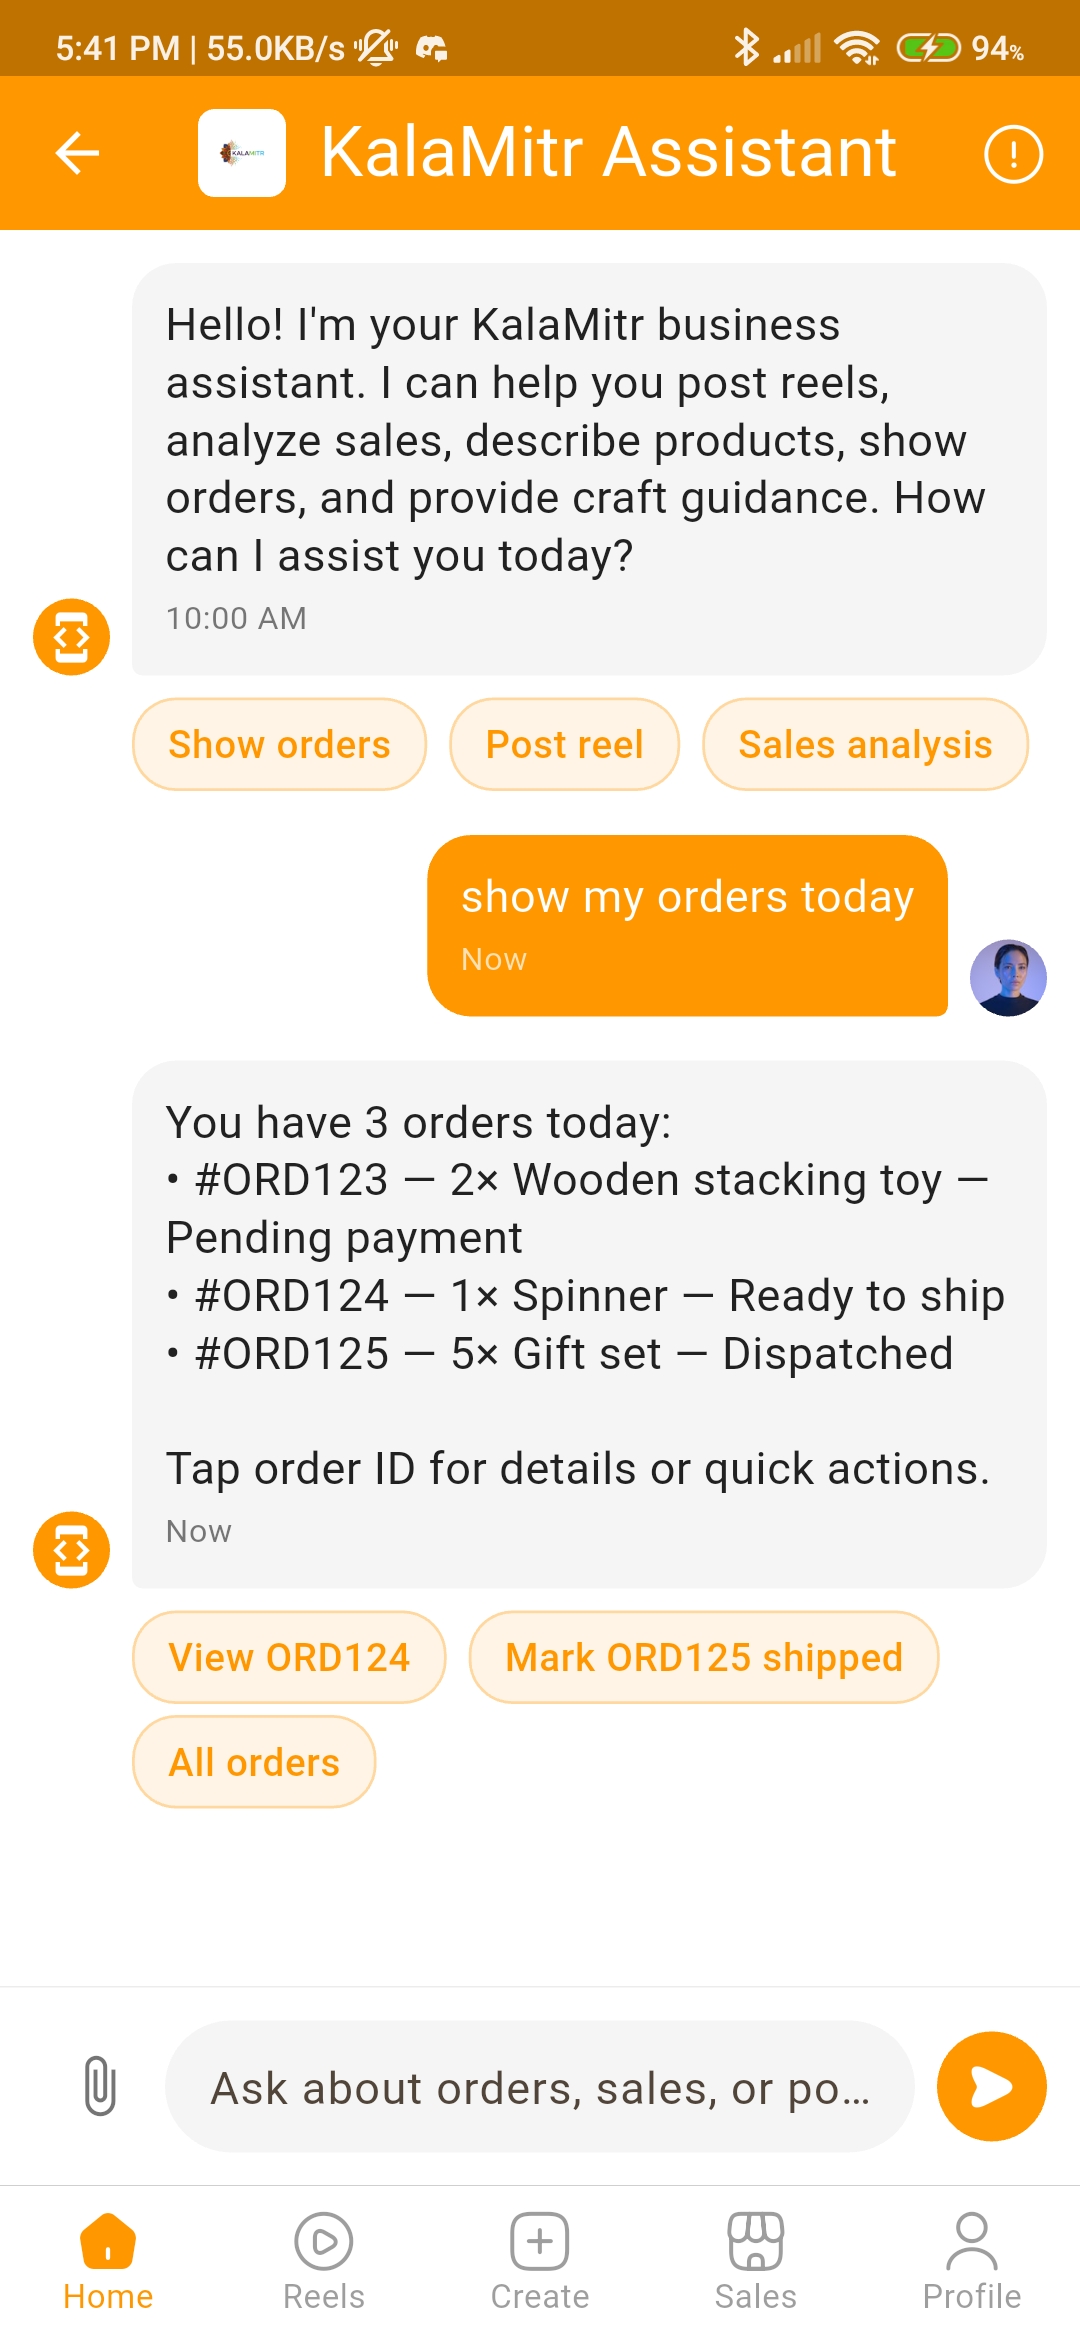 5:41 PM | 55.0KB/s
94%
KALAMITR
KalaMitr Assistant
Hello! I'm your KalaMitr business
assistant. I can help you post reels,
analyze sales, describe products, show
orders, and provide craft guidance. How
can I assist you today?
10:00 AM
Show orders
Post reel
Sales analysis
show my orders today
Now
You have 3 orders today:
• #ORD123 — 2× Wooden stacking toy —
Pending payment
• #ORD124 — 1× Spinner — Ready to ship
• #ORD125 — 5× Gift set — Dispatched
Tap order ID for details or quick actions.
Now
View ORD124
Mark ORD125 shipped
All orders
Ask about orders, sales, or po…
Home
Reels
Create
Sales
Profile